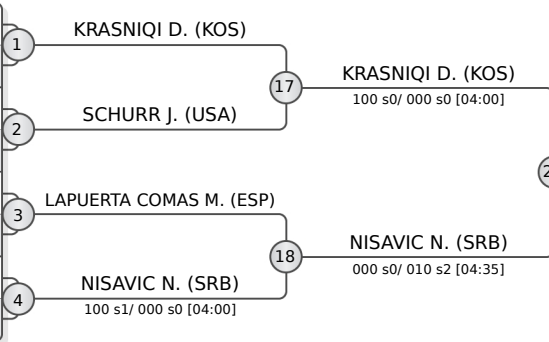 KRASNIQI D. (KOS)
1
17
KRASNIQI D. (KOS)
100 s0/ 000 s0 [04:00]
SCHURR J. (USA)
2
LAPUERTA COMAS M. (ESP)
3
18
NISAVIC N. (SRB)
000 s0/ 010 s2 [04:35]
NISAVIC N. (SRB)
4
100 s1/ 000 s0 [04:00]